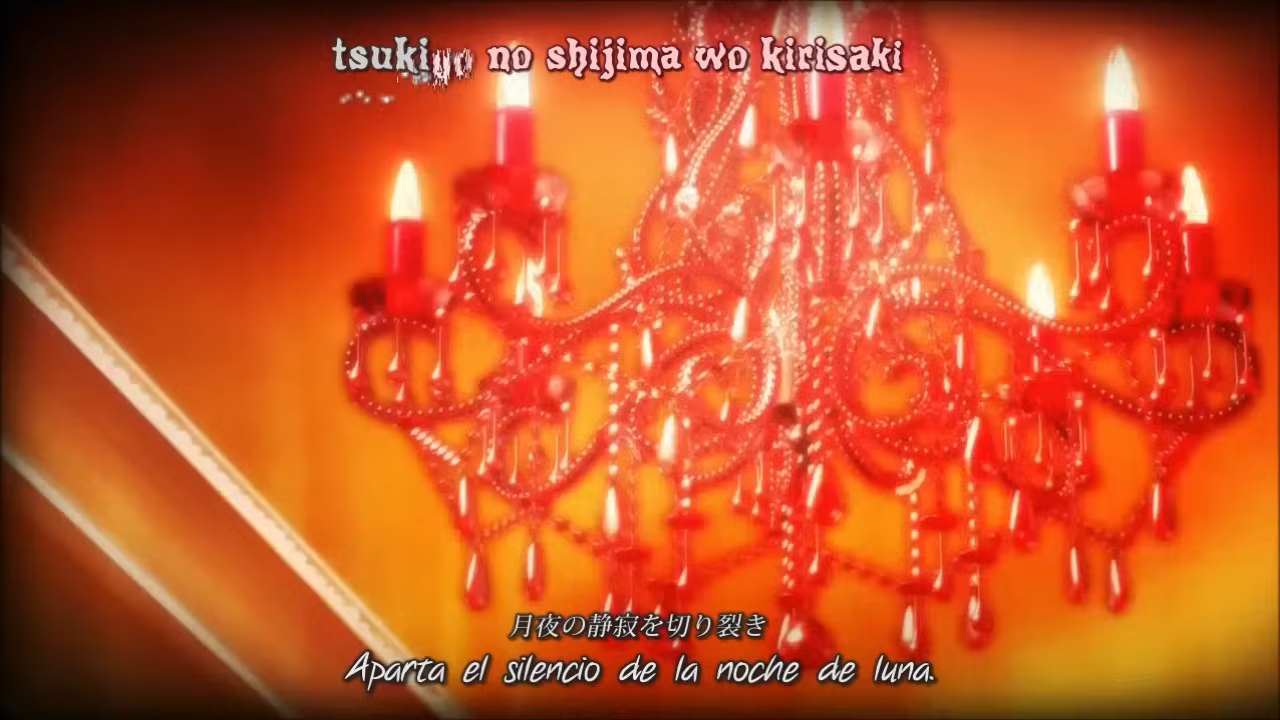 tsukiyo no shijima wo kirisaki
月夜の静寂を切り裂き
Aparta el silencio de la noche de luna.